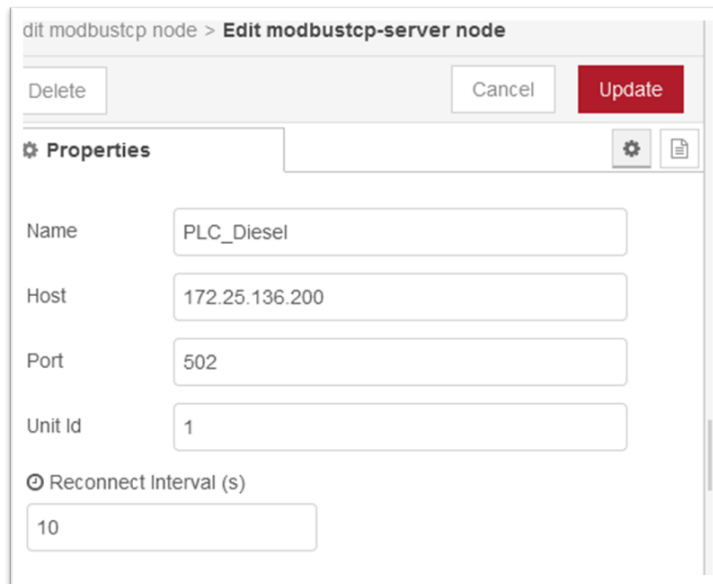 dit modbustcp node > Edit modbustcp-server node
Delete Cancel Update
Properties
Name PLC_Diesel
Host 172.25.136.200
Port 502
Unit Id 1
Reconnect Interval (s)
10